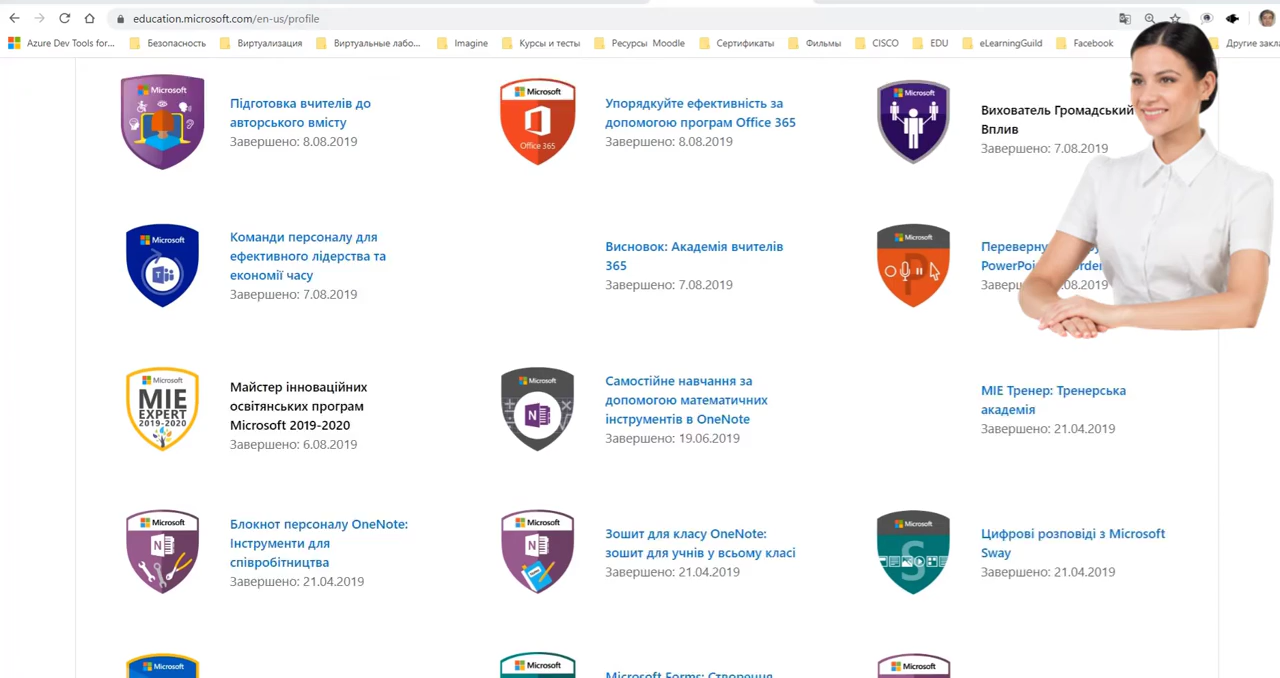 education.microsoft.com/en-us/profile
Azure Dev Tools for... Безопасность Виртуализация Виртуальные лабо... Imagine Курсы и тесты Ресурсы Moodle Сертификаты Фильмы CISCO EDU eLearningGuild Facebook Другие закла
Microsoft
Підготовка вчителів до
авторського вмісту
Завершено: 8.08.2019
Microsoft
Office 365
Упорядкуйте ефективність за
допомогою програм Office 365
Завершено: 8.08.2019
Microsoft
Вихователь Громадський
Вплив
Завершено: 7.08.2019
Microsoft
Команди персоналу для
ефективного лідерства та
економії часу
Завершено: 7.08.2019
Висновок: Академія вчителів
365
Завершено: 7.08.2019
Microsoft
P
PowerPoi
.08.2019
Microsoft
MIE
EXPERT
2019-2020
Майстер інноваційних
освітянських програм
Microsoft 2019-2020
Завершено: 6.08.2019
Microsoft
N
Самостійне навчання за
допомогою математичних
інструментів в OneNote
Завершено: 19.06.2019
MIE Тренер: Тренерська
академія
Завершено: 21.04.2019
Microsoft
N
Блокнот персоналу OneNote:
Інструменти для
співробітництва
Завершено: 21.04.2019
Microsoft
N
Зошит для класу OneNote:
зошит для учнів у всьому класі
Завершено: 21.04.2019
Microsoft
S
Цифрові розповіді з Microsoft
Sway
Завершено: 21.04.2019
Microsoft
Microsoft
Microsoft Forms: Створення
Microsoft